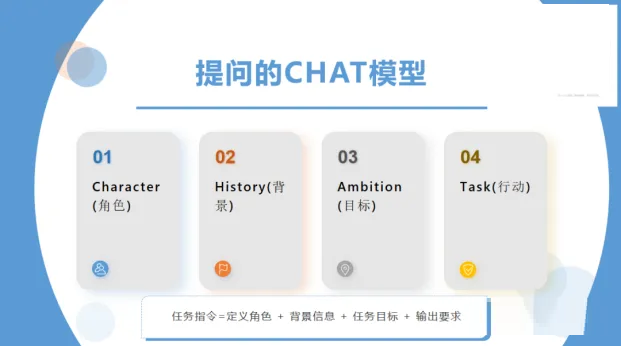 提问的CHAT模型
01
Character
(角色)
02
History(背
景)
03
Ambition
(目标)
04
Task(行动)
任务指令=定义角色 + 背景信息 + 任务目标 + 输出要求